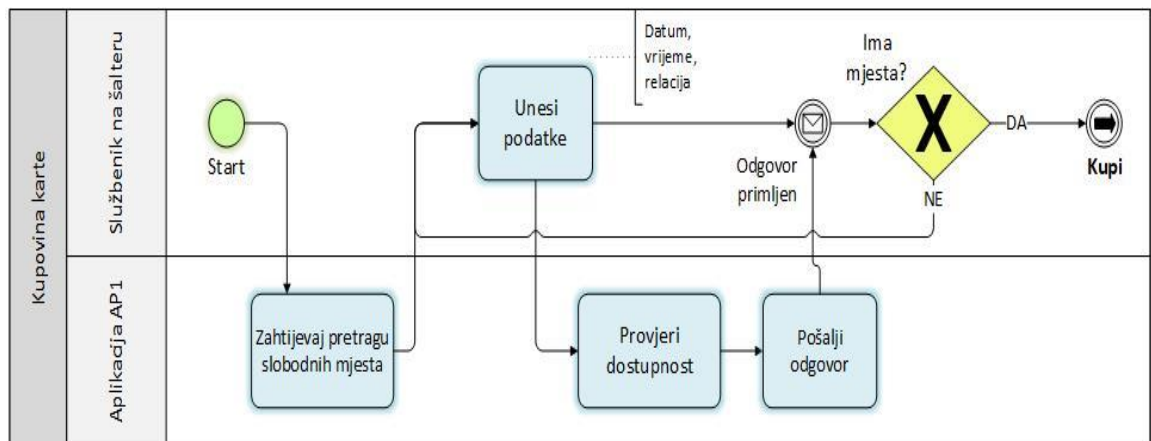 Kupovina karte
Službenik na šalteru
Start
Unesi
podatke
Datum,
vrijeme,
relacija
Odgovor
primljen
Ima
mjesta?
X
DA
NE
Kupi
Aplikacija AP1
Zahtijevaj pretragu
slobodnih mjesta
Provjeri
dostupnost
Pošalji
odgovor